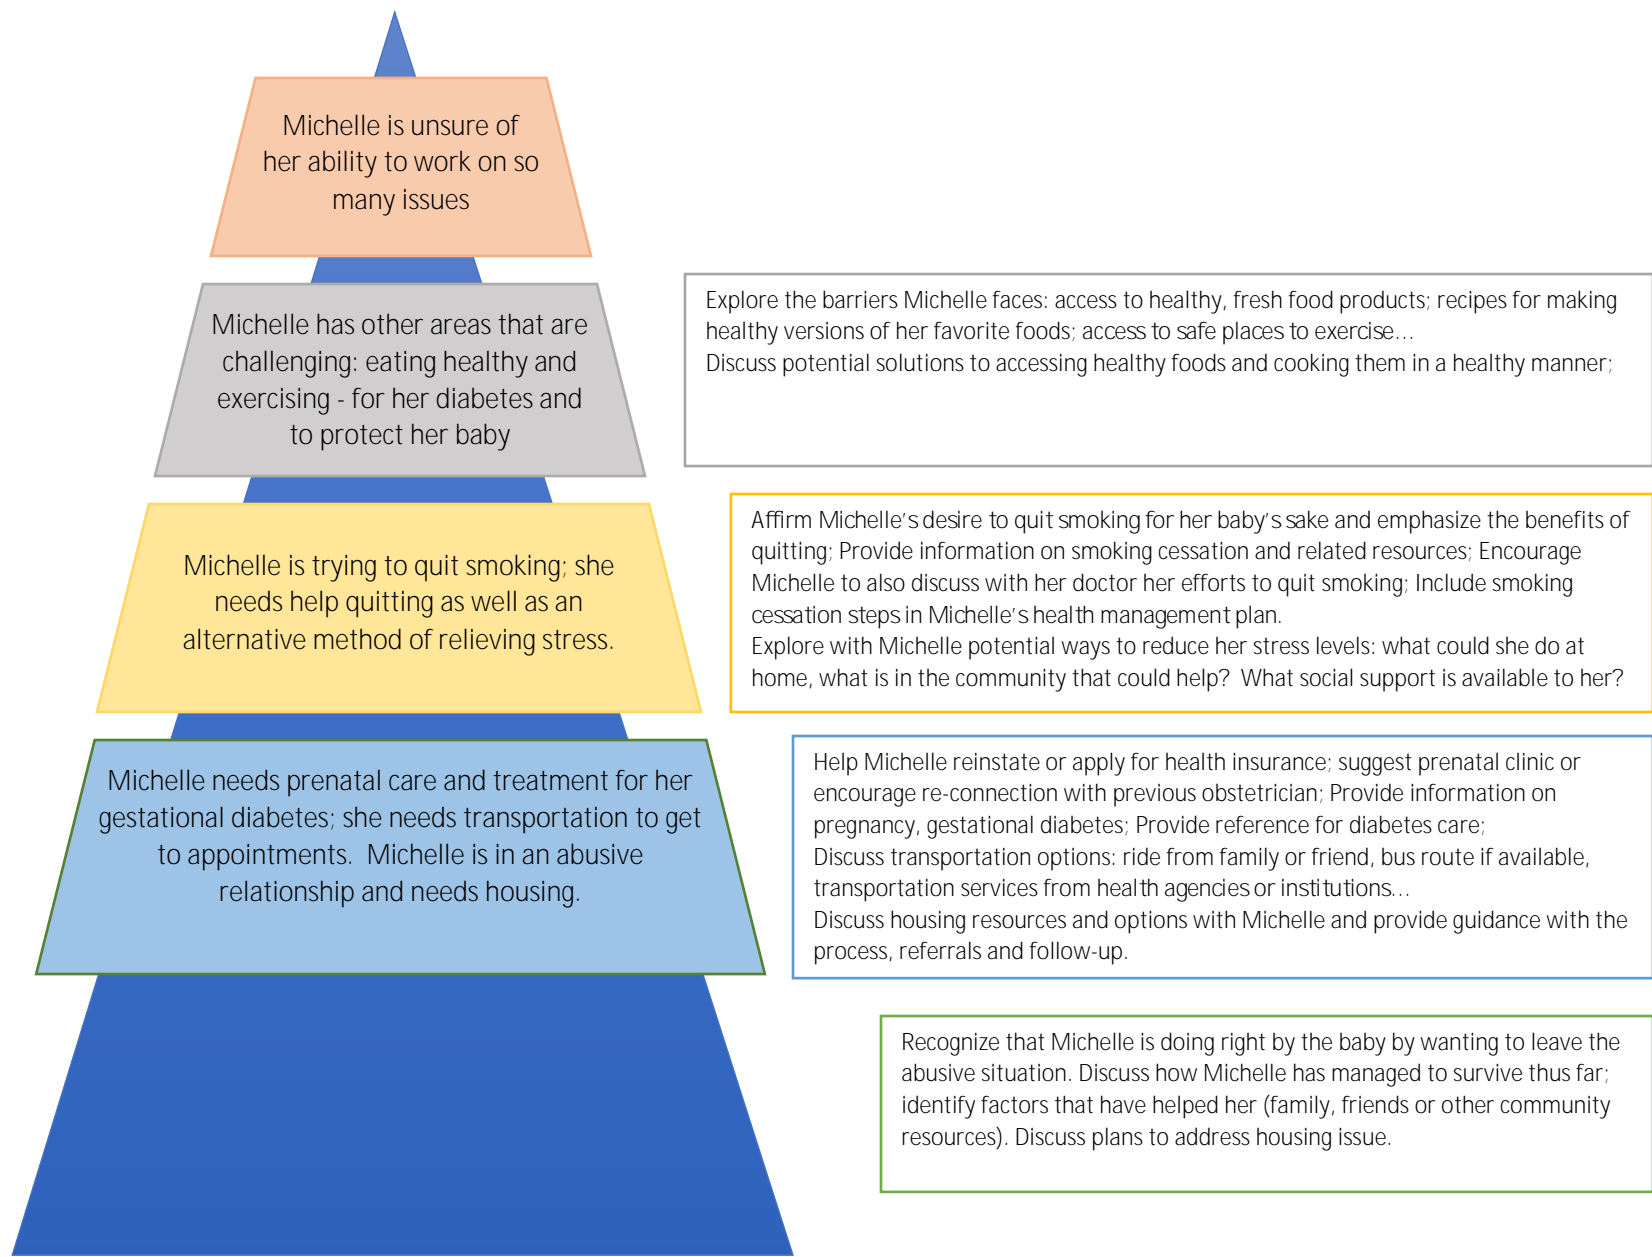 Michelle is unsure of
her ability to work on so
many issues
Michelle has other areas that are
challenging: eating healthy and
exercising - for her diabetes and
to protect her baby
Explore the barriers Michelle faces: access to healthy, fresh food products; recipes for making
healthy versions of her favorite foods; access to safe places to exercise…
Discuss potential solutions to accessing healthy foods and cooking them in a healthy manner;
Michelle is trying to quit smoking; she
needs help quitting as well as an
alternative method of relieving stress.
Affirm Michelle's desire to quit smoking for her baby's sake and emphasize the benefits of
quitting; Provide information on smoking cessation and related resources; Encourage
Michelle to also discuss with her doctor her efforts to quit smoking; Include smoking
cessation steps in Michelle's health management plan.
Explore with Michelle potential ways to reduce her stress levels: what could she do at
home, what is in the community that could help?  What social support is available to her?
Michelle needs prenatal care and treatment for her
gestational diabetes; she needs transportation to get
to appointments.  Michelle is in an abusive
relationship and needs housing.
Help Michelle reinstate or apply for health insurance; suggest prenatal clinic or
encourage re-connection with previous obstetrician; Provide information on
pregnancy, gestational diabetes; Provide reference for diabetes care;
Discuss transportation options: ride from family or friend, bus route if available,
transportation services from health agencies or institutions…
Discuss housing resources and options with Michelle and provide guidance with the
process, referrals and follow-up.
Recognize that Michelle is doing right by the baby by wanting to leave the
abusive situation. Discuss how Michelle has managed to survive thus far;
identify factors that have helped her (family, friends or other community
resources). Discuss plans to address housing issue.